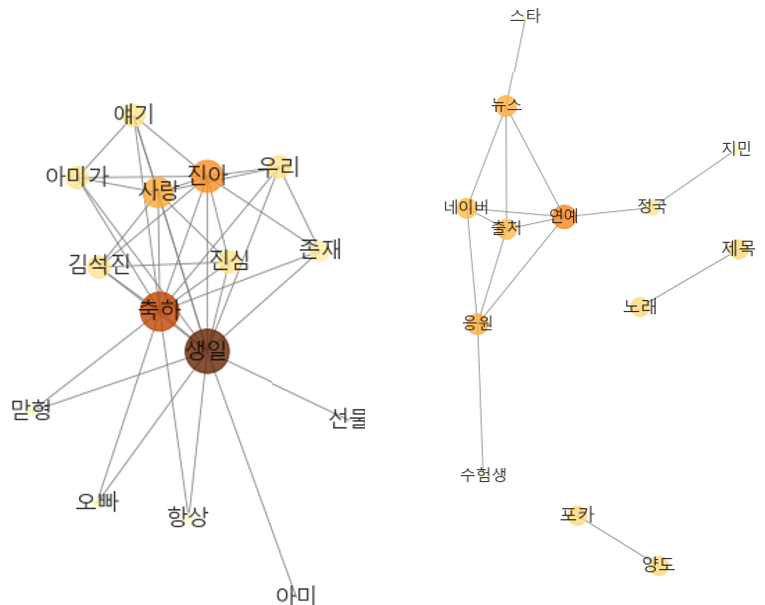 얘기
아미가
사랑
진아
우리
김석진
진심
존재
축하
생일
맏형
선물
오빠
항상
아미
스타
뉴스
지민
네이버
출처
연예
정국
제목
노래
응원
수험생
포카
양도